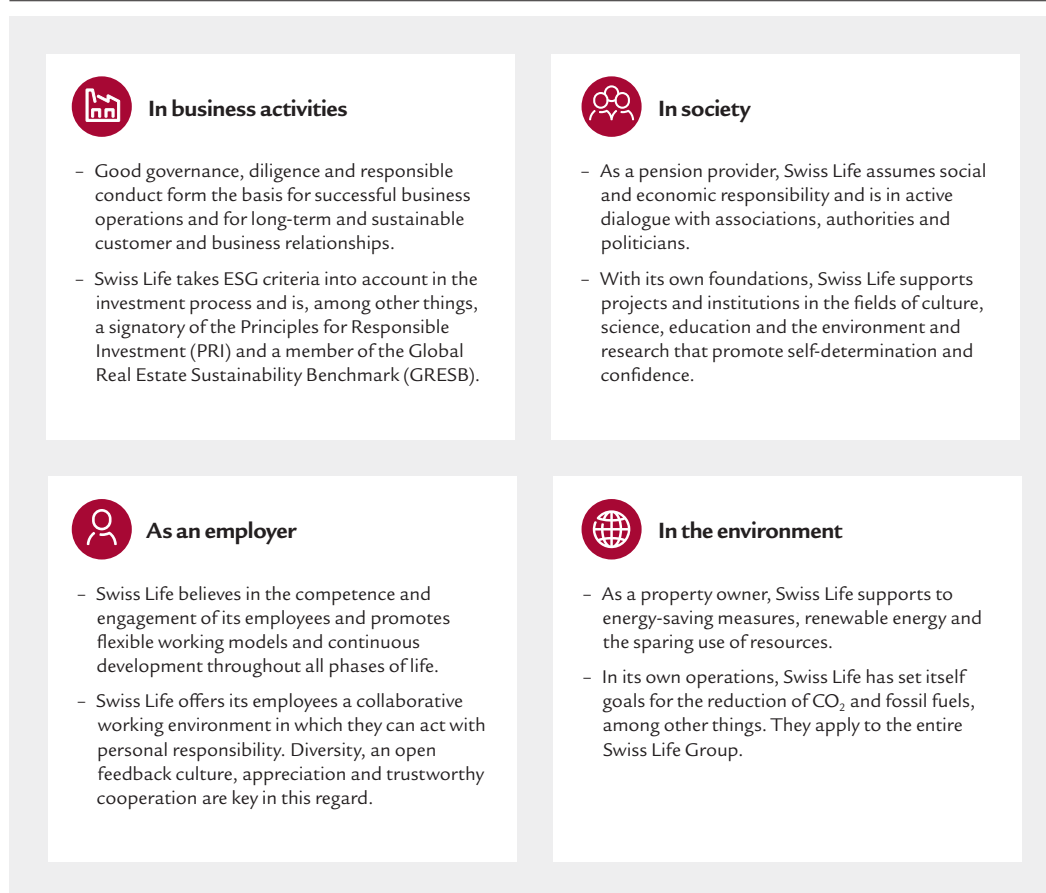 In business activities
– Good governance, diligence and responsible
conduct form the basis for successful business
operations and for long-term and sustainable
customer and business relationships.
– Swiss Life takes ESG criteria into account in the
investment process and is, among other things,
a signatory of the Principles for Responsible
Investment (PRI) and a member of the Global
Real Estate Sustainability Benchmark (GRESB).
In society
– As a pension provider, Swiss Life assumes social
and economic responsibility and is in active
dialogue with associations, authorities and
politicians.
– With its own foundations, Swiss Life supports
projects and institutions in the fields of culture,
science, education and the environment and
research that promote self-determination and
confidence.
As an employer
– Swiss Life believes in the competence and
engagement of its employees and promotes
flexible working models and continuous
development throughout all phases of life.
– Swiss Life offers its employees a collaborative
working environment in which they can act with
personal responsibility. Diversity, an open
feedback culture, appreciation and trustworthy
cooperation are key in this regard.
In the environment
– As a property owner, Swiss Life supports to
energy-saving measures, renewable energy and
the sparing use of resources.
– In its own operations, Swiss Life has set itself
goals for the reduction of CO₂ and fossil fuels,
among other things. They apply to the entire
Swiss Life Group.